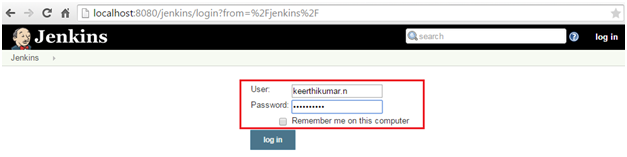 localhost:8080/jenkins/login?from=%2Fjenkins%2F
Jenkins
search
? log in
Jenkins
User: keerthikumar.n
Password: ••••••••••
Remember me on this computer
log in